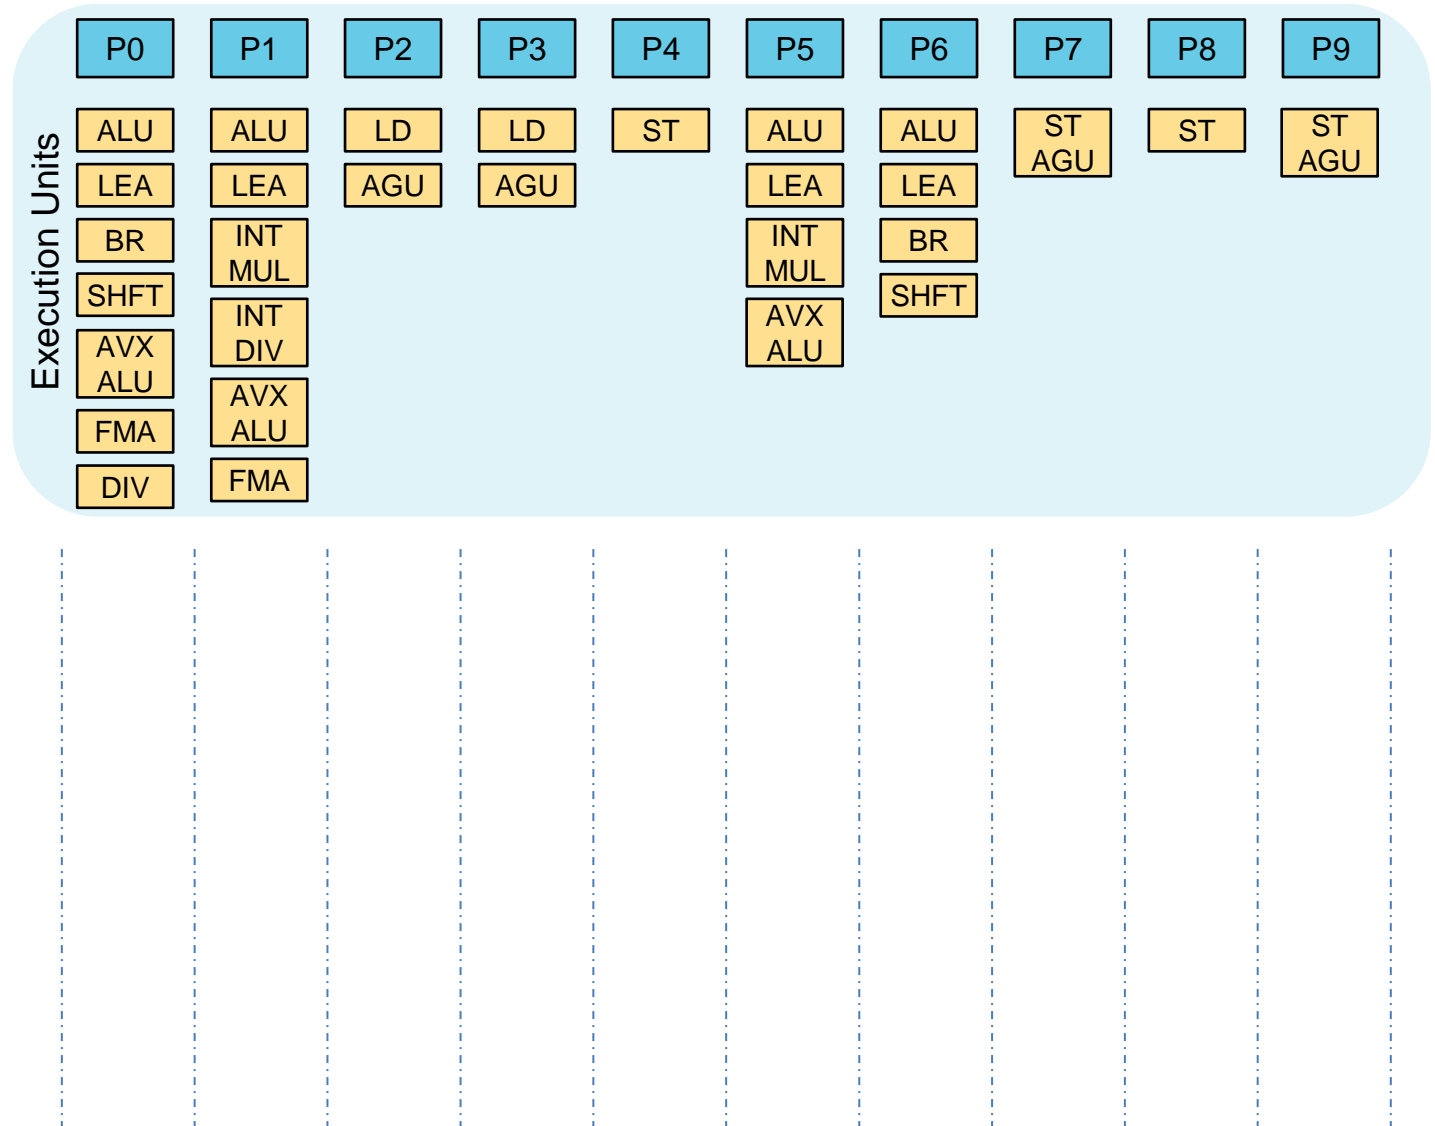 P0
P1
P2
P3
P4
P5
P6
P7
P8
P9
Execution Units
ALU
LEA
BR
SHFT
AVX
ALU
FMA
DIV
ALU
LEA
INT
MUL
INT
DIV
AVX
ALU
FMA
LD
AGU
LD
AGU
ST
ALU
LEA
INT
MUL
AVX
ALU
ALU
LEA
BR
SHFT
ST
AGU
ST
ST
AGU